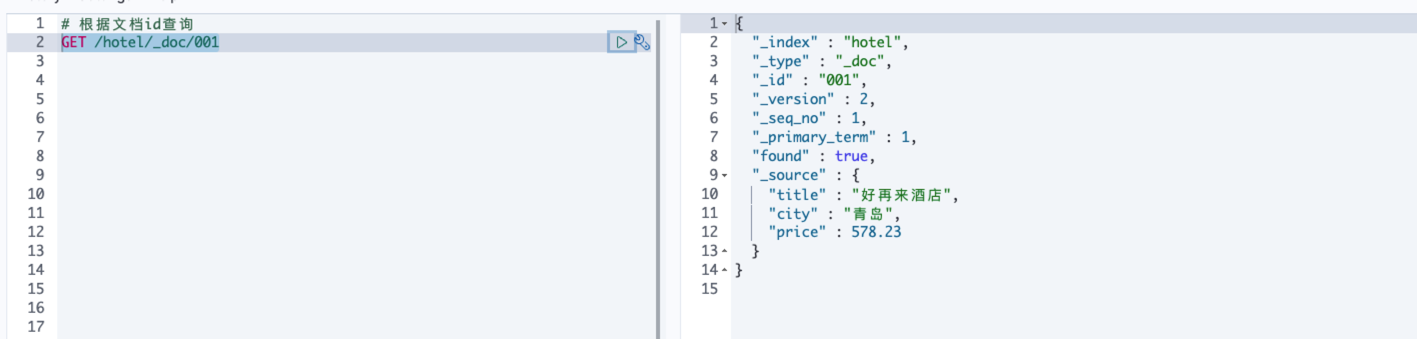 1 # 根据文档id查询
2 GET /hotel/_doc/001
3
4
5
6
7
8
9
10
11
12
13
14
15
16
17
1 {
2 "_index" : "hotel",
3 "_type" : "_doc",
4 "_id" : "001",
5 "_version" : 2,
6 "_seq_no" : 1,
7 "_primary_term" : 1,
8 "found" : true,
9 "_source" : {
10 "title" : "好再来酒店",
11 "city" : "青岛",
12 "price" : 578.23
13 }
14 }
15